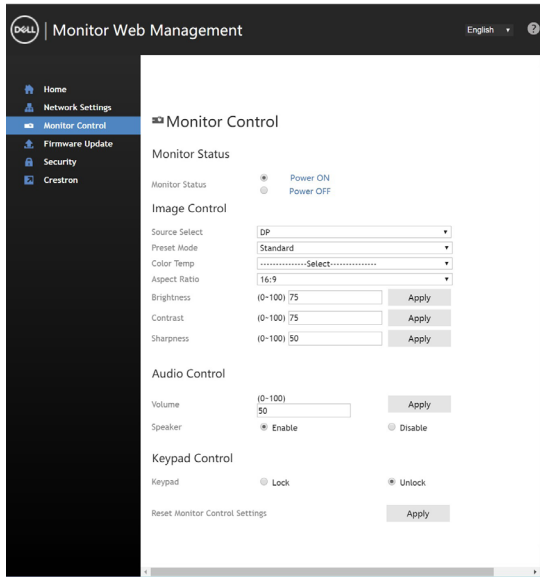 DELL | Monitor Web Management
English
?
Home
Network Settings
Monitor Control
Firmware Update
Security
Crestron
Monitor Control
Monitor Status
Monitor Status
Power ON
Power OFF
Image Control
Source Select DP
Preset Mode Standard
Color Temp ---------------Select---------------
Aspect Ratio 16:9
Brightness (0~100) 75 Apply
Contrast (0~100) 75 Apply
Sharpness (0~100) 50 Apply
Audio Control
(0~100)
Volume 50 Apply
Speaker Enable Disable
Keypad Control
Keypad Lock Unlock
Reset Monitor Control Settings Apply